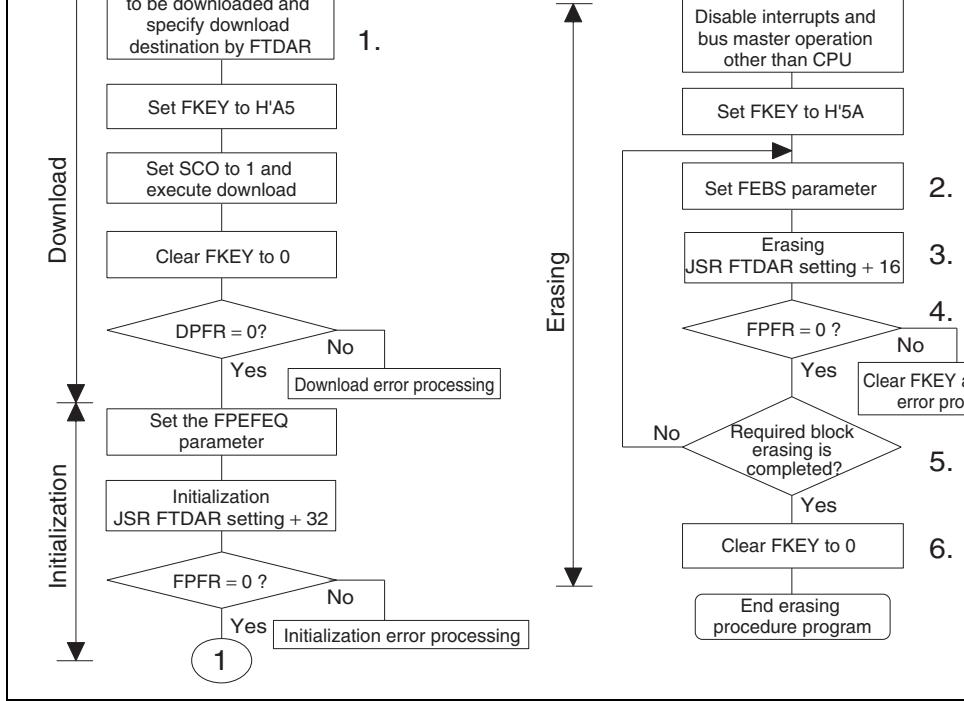 to be downloaded and
specify download
destination by FTDAR
1.
Set FKEY to H'A5
Set SCO to 1 and
execute download
Clear FKEY to 0
DPFR = 0?
No
Yes
Download error processing
Download
Set the FPEFEQ
parameter
Initialization
JSR FTDAR setting + 32
FPFR = 0 ?
No
Yes
Initialization error processing
1
Initialization
Disable interrupts and
bus master operation
other than CPU
Set FKEY to H'5A
Set FEBS parameter
2.
Erasing
JSR FTDAR setting + 16
3.
4.
FPFR = 0 ?
No
Yes
Clear FKEY
error
Required block
erasing is
completed?
No
5.
Yes
Clear FKEY to 0
6.
End erasing
procedure program
Erasing